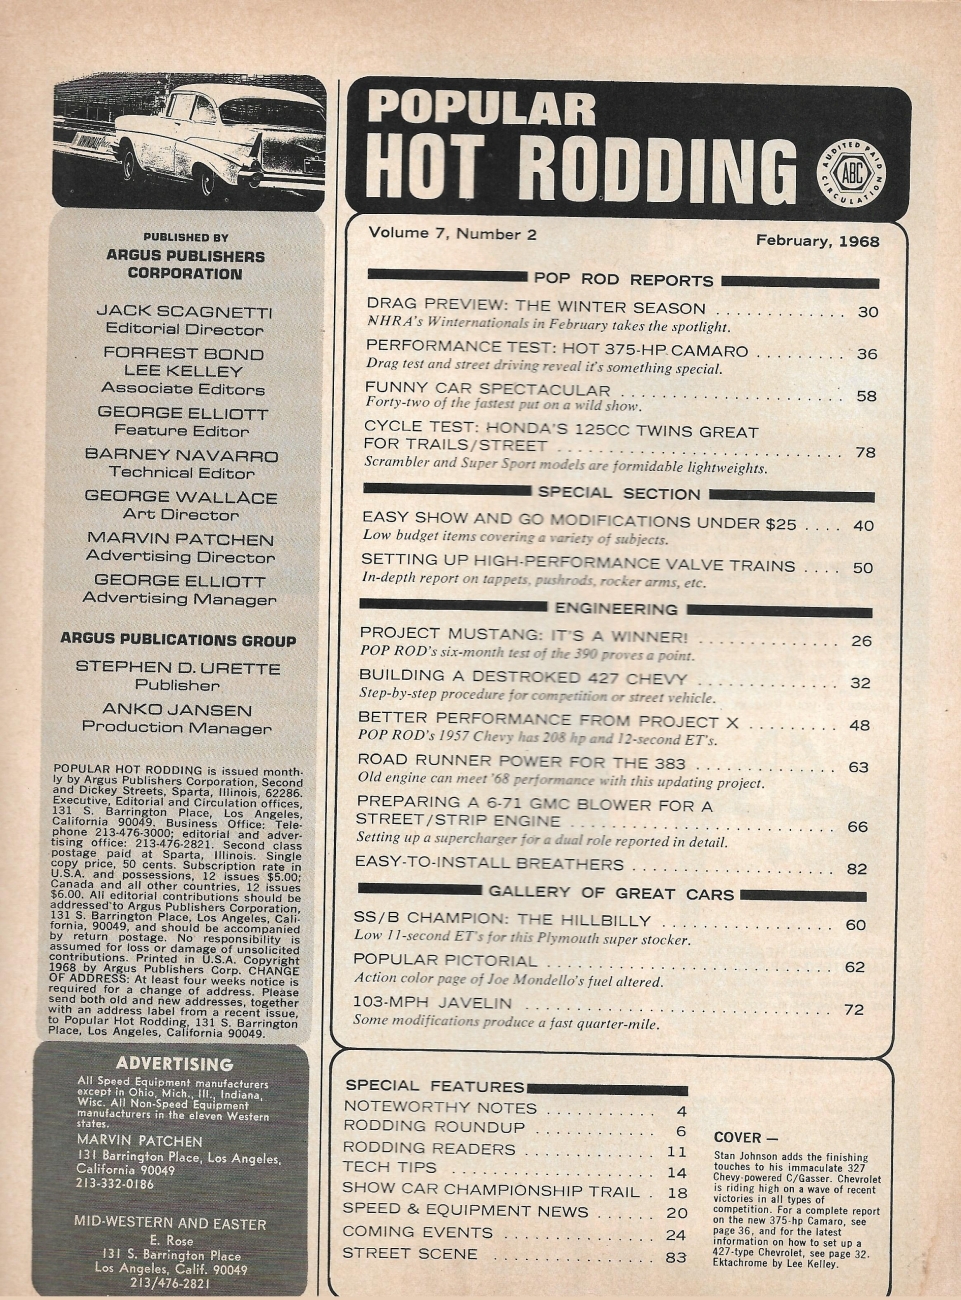 POPULAR
HOT RODDING
AUDITED PAID
CIRCULATION
ABC
PUBLISHED BY
ARGUS PUBLISHERS
CORPORATION
JACK SCAGNETTI
Editorial Director
FORREST BOND
LEE KELLEY
Associate Editors
GEORGE ELLIOTT
Feature Editor
BARNEY NAVARRO
Technical Editor
GEORGE WALLACE
Art Director
MARVIN PATCHEN
Advertising Director
GEORGE ELLIOTT
Advertising Manager
ARGUS PUBLICATIONS GROUP
STEPHEN D. URETTE
Publisher
ANKO JANSEN
Production Manager
POPULAR HOT RODDING is issued month-
ly by Argus Publishers Corporation, Second
and Dickey Streets, Sparta, Illinois, 62286.
Executive, Editorial and Circulation offices,
131 S. Barrington Place, Los Angeles,
California 90049. Business Office: Tele-
phone 213-476-3000; editorial and adver-
tising office: 213-476-2821. Second class
postage paid at Sparta, Illinois. Single
copy price, 50 cents. Subscription rate in
U.S.A. and possessions, 12 issues $5.00;
Canada and all other countries, 12 issues
$6.00. All editorial contributions should be
addressed to Argus Publishers Corporation,
131 S. Barrington Place, Los Angeles, Cali-
fornia, 90049, and should be accompanied
by return postage. No responsibility is
assumed for loss or damage of unsolicited
contributions. Printed in U.S.A. Copyright
1968 by Argus Publishers Corp. CHANGE
OF ADDRESS: At least four weeks notice is
required for a change of address. Please
send both old and new addresses, together
with an address label from a recent issue,
to Popular Hot Rodding, 131 S. Barrington
Place, Los Angeles, California 90049.
ADVERTISING
All Speed Equipment manufacturers
except in Ohio, Mich., Ill., Indiana,
Wisc. All Non-Speed Equipment
manufacturers in the eleven Western
states.
MARVIN PATCHEN
131 Barrington Place, Los Angeles,
California 90049
213-332-0186
MID-WESTERN AND EASTER
E. Rose
131 S. Barrington Place
Los Angeles, Calif. 90049
213/476-2821
Volume 7, Number 2 February, 1968
POP ROD REPORTS
DRAG PREVIEW: THE WINTER SEASON . . . . . . . . . . . . 30
NHRA's Winternationals in February takes the spotlight.
PERFORMANCE TEST: HOT 375-HP CAMARO . . . . . . . . . 36
Drag test and street driving reveal it's something special.
FUNNY CAR SPECTACULAR . . . . . . . . . . . . . . . . . . . . 58
Forty-two of the fastest put on a wild show.
CYCLE TEST: HONDA'S 125CC TWINS GREAT
FOR TRAILS/STREET . . . . . . . . . . . . . . . . . . . . . . . . 78
Scrambler and Super Sport models are formidable lightweights.
SPECIAL SECTION
EASY SHOW AND GO MODIFICATIONS UNDER $25 . . . . 40
Low budget items covering a variety of subjects.
SETTING UP HIGH-PERFORMANCE VALVE TRAINS . . . . 50
In-depth report on tappets, pushrods, rocker arms, etc.
ENGINEERING
PROJECT MUSTANG: IT'S A WINNER! . . . . . . . . . . . . . 26
POP ROD's six-month test of the 390 proves a point.
BUILDING A DESTROKED 427 CHEVY . . . . . . . . . . . . . 32
Step-by-step procedure for competition or street vehicle.
BETTER PERFORMANCE FROM PROJECT X . . . . . . . . . 48
POP ROD's 1957 Chevy has 208 hp and 12-second ET's.
ROAD RUNNER POWER FOR THE 383 . . . . . . . . . . . . . 63
Old engine can meet '68 performance with this updating project.
PREPARING A 6-71 GMC BLOWER FOR A
STREET/STRIP ENGINE . . . . . . . . . . . . . . . . . . . . . . 66
Setting up a supercharger for a dual role reported in detail.
EASY-TO-INSTALL BREATHERS . . . . . . . . . . . . . . . . . . 82
GALLERY OF GREAT CARS
SS/B CHAMPION: THE HILLBILLY . . . . . . . . . . . . . . . . 60
Low 11-second ET's for this Plymouth super stocker.
POPULAR PICTORIAL . . . . . . . . . . . . . . . . . . . . . . . . 62
Action color page of Joe Mondello's fuel altered.
103-MPH JAVELIN . . . . . . . . . . . . . . . . . . . . . . . . . . 72
Some modifications produce a fast quarter-mile.
SPECIAL FEATURES
NOTEWORTHY NOTES . . . . . . . . . . 4
RODDING ROUNDUP . . . . . . . . . . . 6
RODDING READERS . . . . . . . . . . . . 11
TECH TIPS . . . . . . . . . . . . . . . . . . 14
SHOW CAR CHAMPIONSHIP TRAIL . 18
SPEED & EQUIPMENT NEWS . . . . . . 20
COMING EVENTS . . . . . . . . . . . . . . 24
STREET SCENE . . . . . . . . . . . . . . . 83
COVER —
Stan Johnson adds the finishing
touches to his immaculate 327
Chevy-powered C/Gasser. Chevrolet
is riding high on a wave of recent
victories in all types of
competition. For a complete report
on the new 375-hp Camaro, see
page 36, and for the latest
information on how to set up a
427-type Chevrolet, see page 32.
Ektachrome by Lee Kelley.